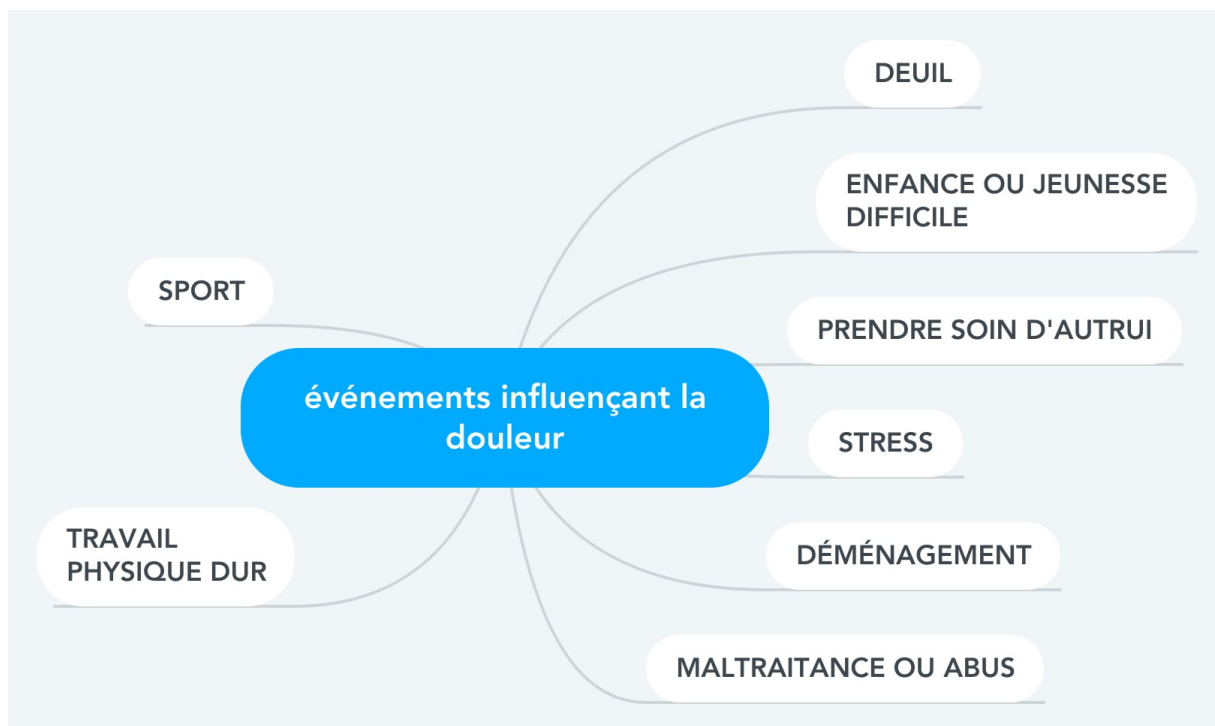 DEUIL
ENFANCE OU JEUNESSE
DIFFICILE
SPORT
PRENDRE SOIN D'AUTRUI
événements influençant la
douleur
STRESS
TRAVAIL
PHYSIQUE DUR
DÉMÉNAGEMENT
MALTRAITANCE OU ABUS